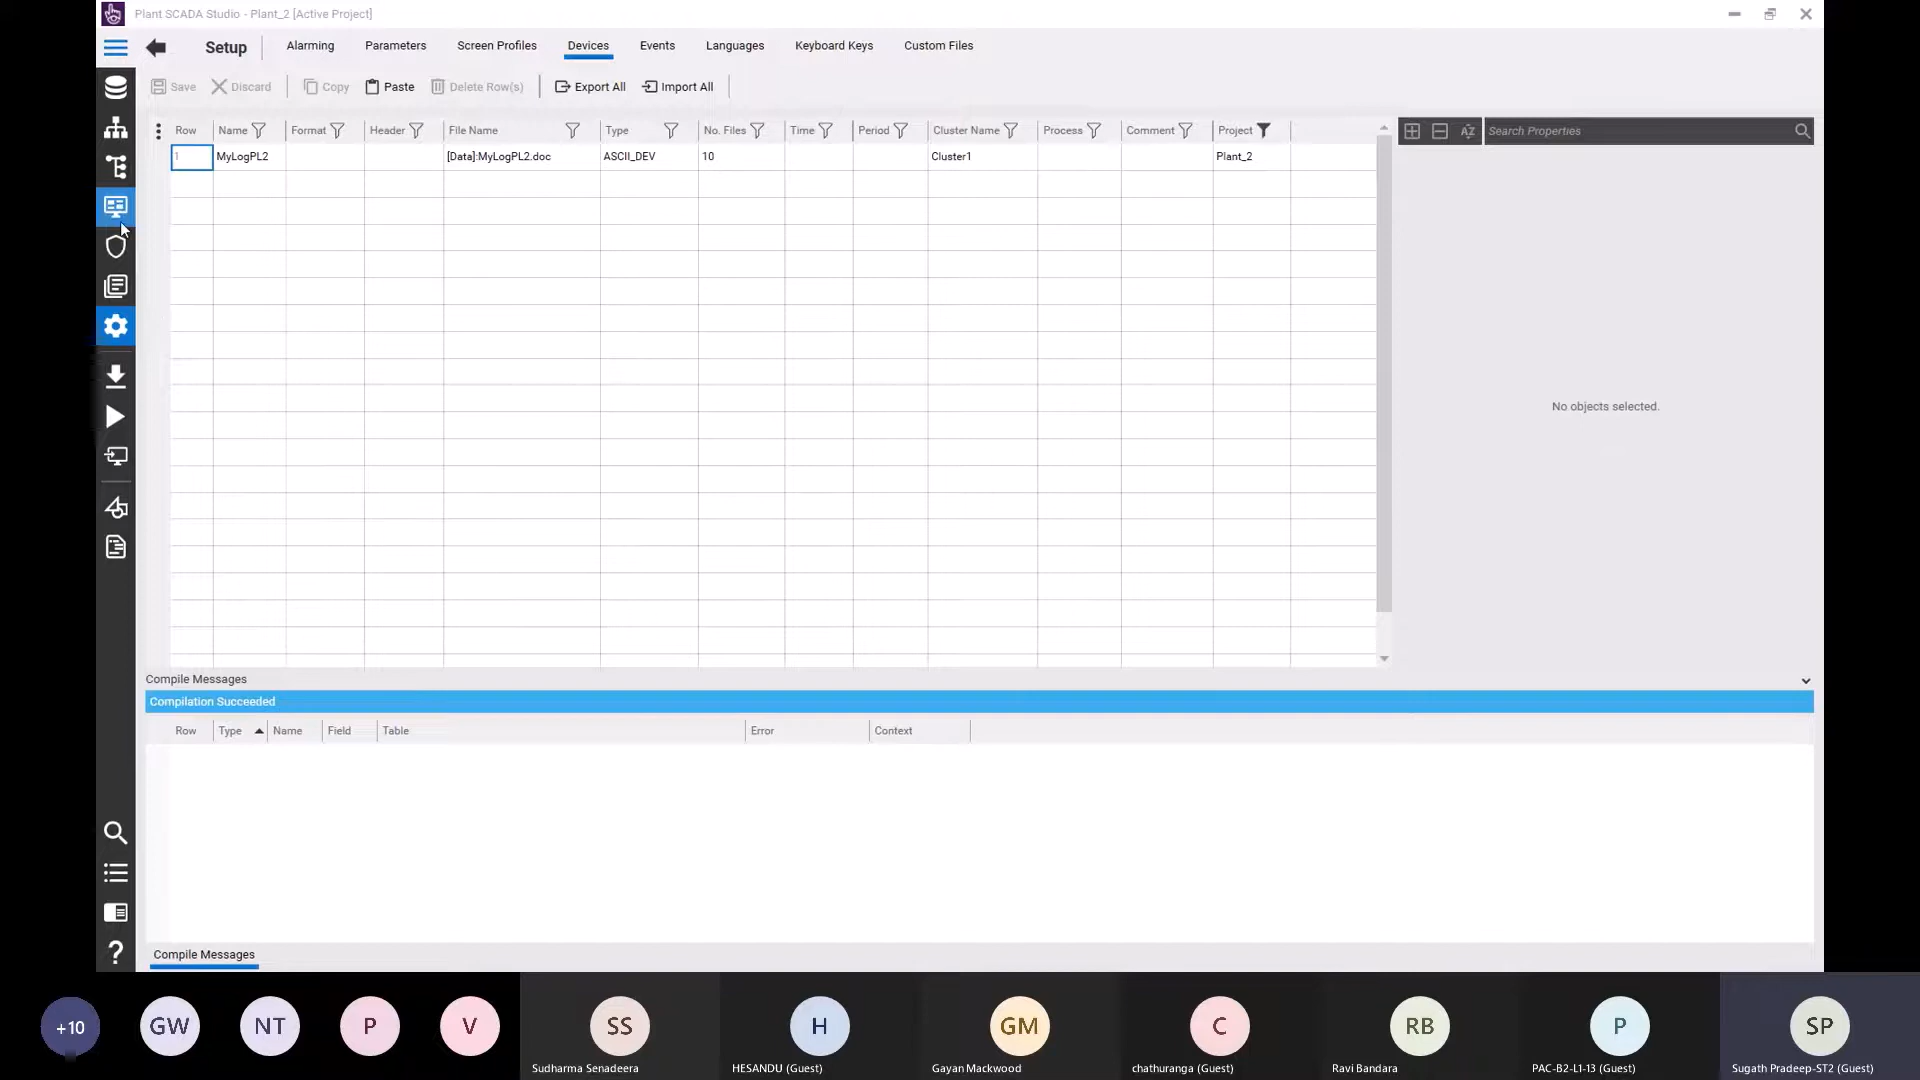 Plant SCADA Studio - Plant_2 [Active Project]
Setup Alarming Parameters Screen Profiles Devices Events Languages Keyboard Keys Custom Files
Save Discard Copy Paste Delete Row(s) Export All Import All
Row Name Format Header File Name Type No. Files Time Period Cluster Name Process Comment Project
Search Properties
1 MyLogPL2 [Data]:MyLogPL2.doc ASCII_DEV 10 Cluster1 Plant_2
No objects selected.
Compile Messages
Compilation Succeeded
Row Type Name Field Table Error Context
Compile Messages
+10 GW NT P V SS H GM C RB P SP
Sudharma Senadeera HESANDU (Guest) Gayan Mackwood chathuranga (Guest) Ravi Bandara PAC-B2-L1-13 (Guest) Sugath Pradeep-ST2 (Guest)